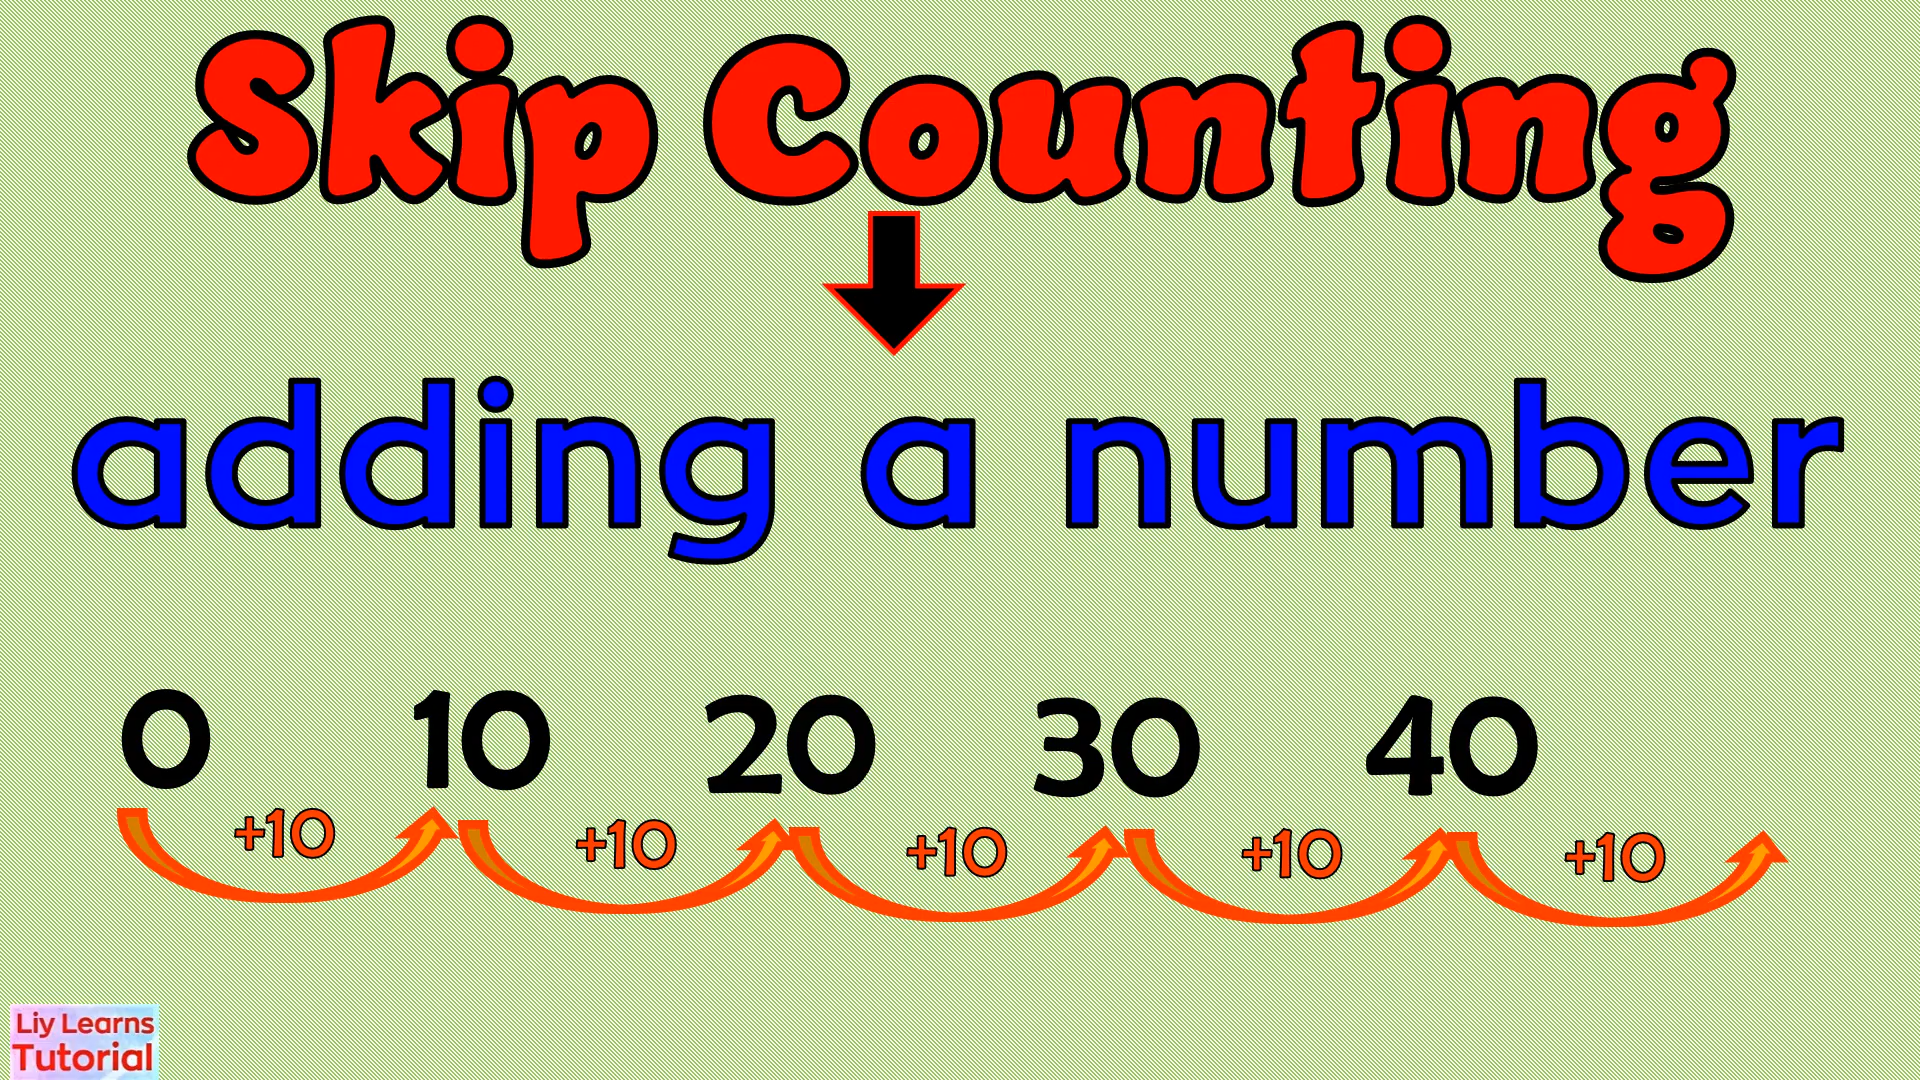 Skip Counting
adding a number
0 10 20 30 40
+10 +10 +10 +10 +10
Liy Learns
Tutorial